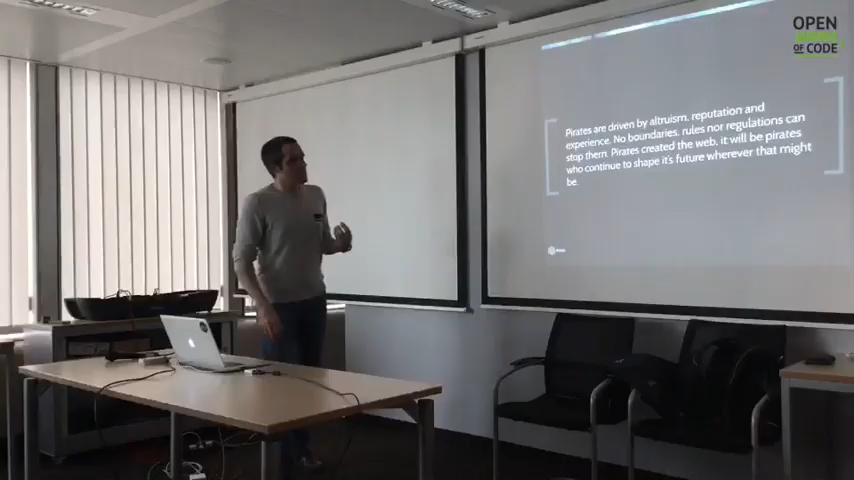 OPEN
OF CODE
Pirates are driven by altruism, reputation and
experience. No boundaries, rules nor regulations can
stop them. Pirates created the web, it will be pirates
who continue to shape it's future wherever that might
be.